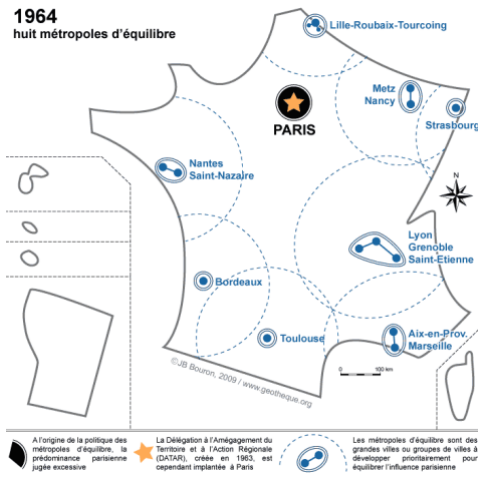 1964
huit métropoles d'équilibre
Lille-Roubaix-Tourcoing
Metz
Nancy
PARIS
Strasbourg
Nantes
Saint-Nazaire
N
Lyon
Grenoble
Saint-Etienne
Bordeaux
Toulouse
Aix-en-Prov.
Marseille
0 100 km
©JB Bouron, 2009 / www.geotheque.org
A l'origine de la politique des
métropoles d'équilibre, la
prédominance parisienne
jugée excessive
La Délégation à l'Amégagement du
Territoire et à l'Action Régionale
(DATAR), créée en 1963, est
cependant implantée à Paris
Les métropoles d'équilibre sont des
grandes villes ou groupes de villes à
développer prioritairement pour
équilibrer l'influence parisienne